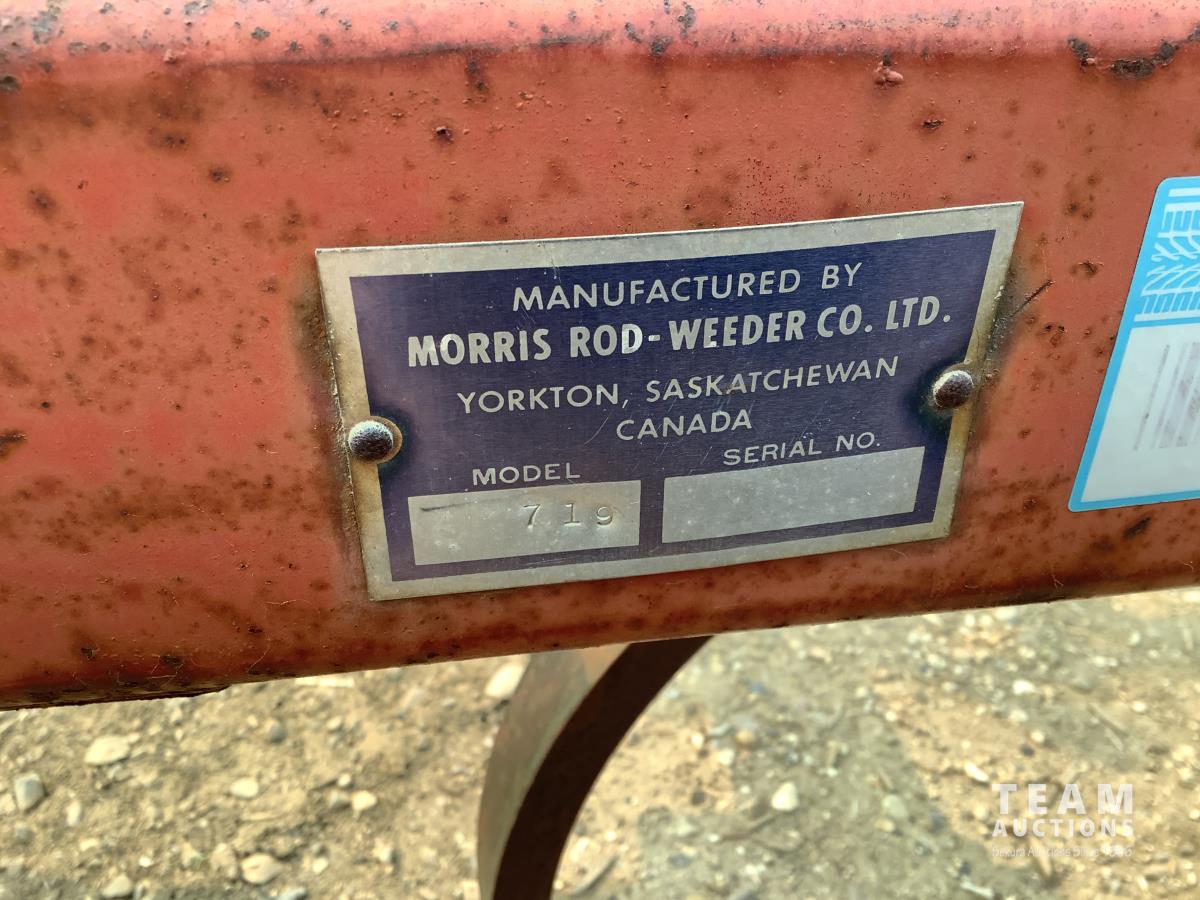 MANUFACTURED BY
MORRIS ROD-WEEDER CO. LTD.
YORKTON, SASKATCHEWAN
CANADA
MODEL
SERIAL NO.
719
TEAM
AUCTIONS